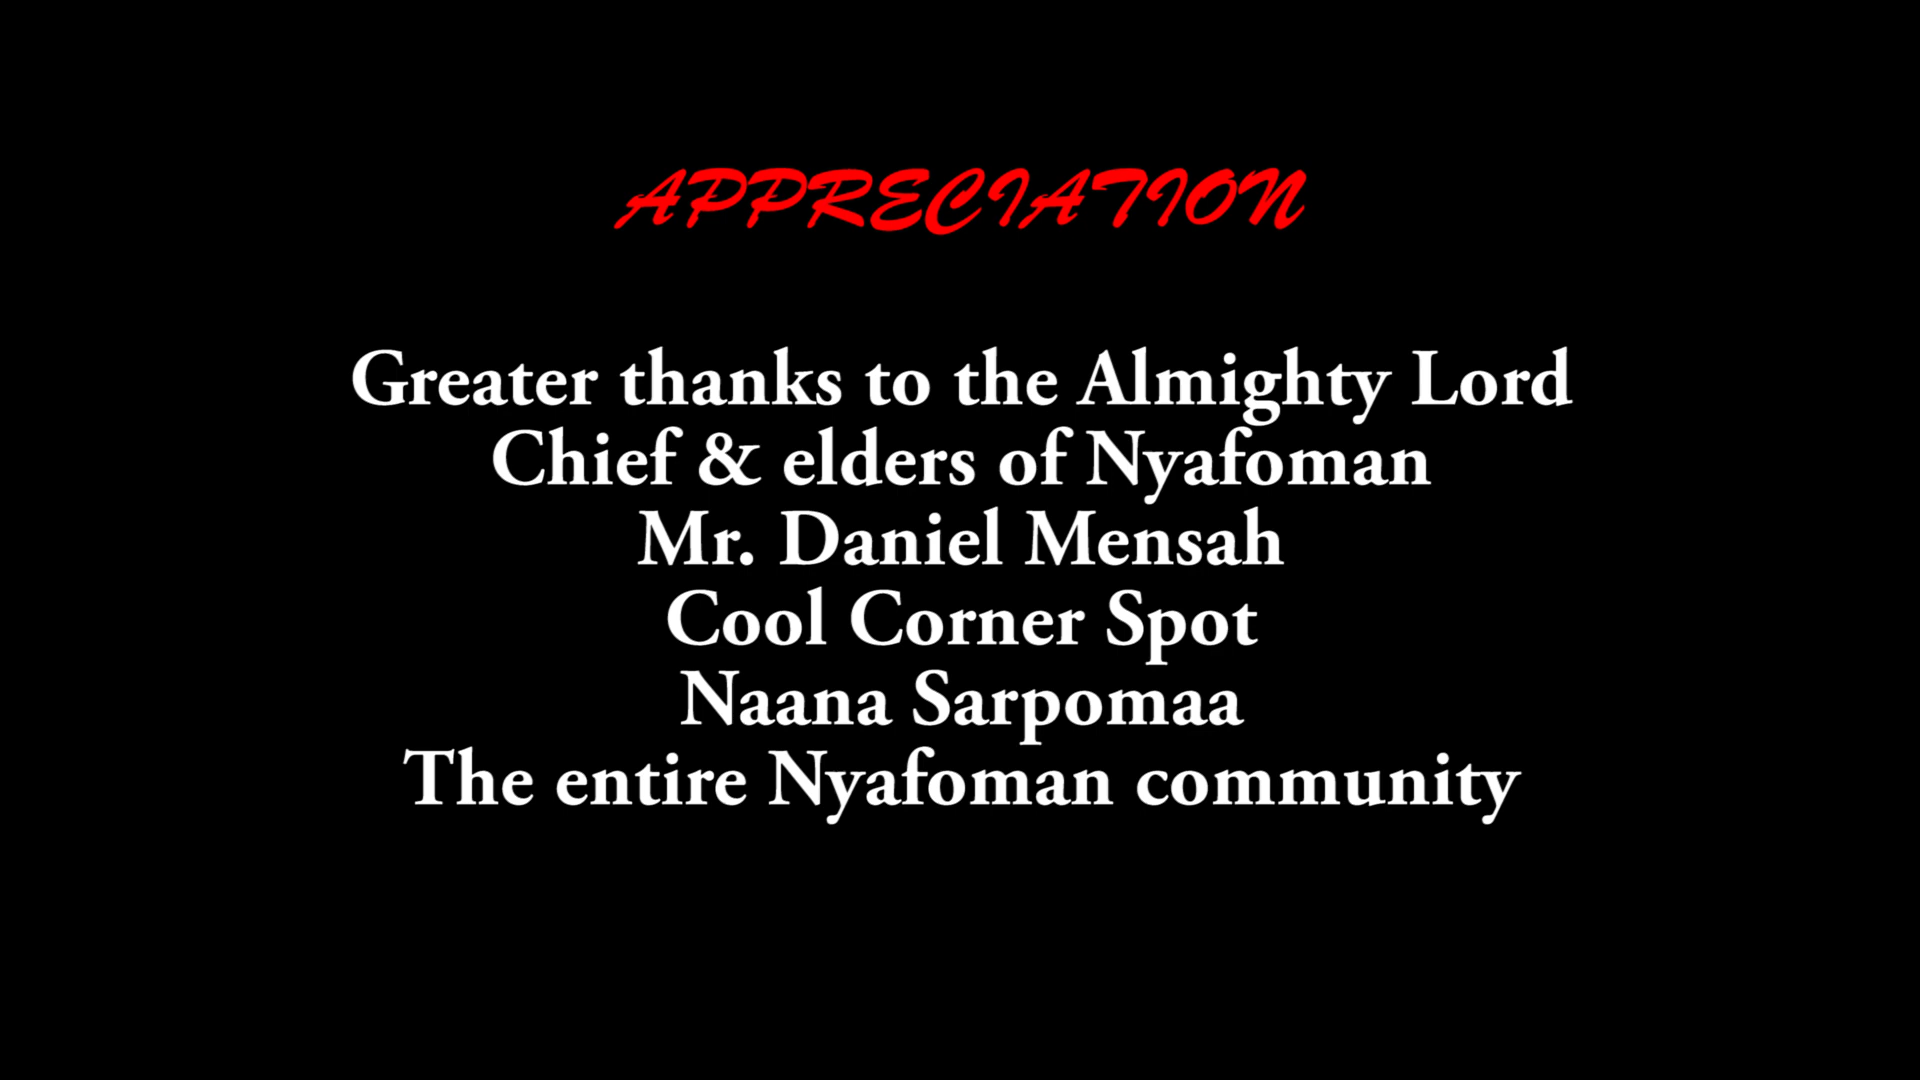 APPRECIATION
Greater thanks to the Almighty Lord
Chief & elders of Nyafoman
Mr. Daniel Mensah
Cool Corner Spot
Naana Sarpomaa
The entire Nyafoman community